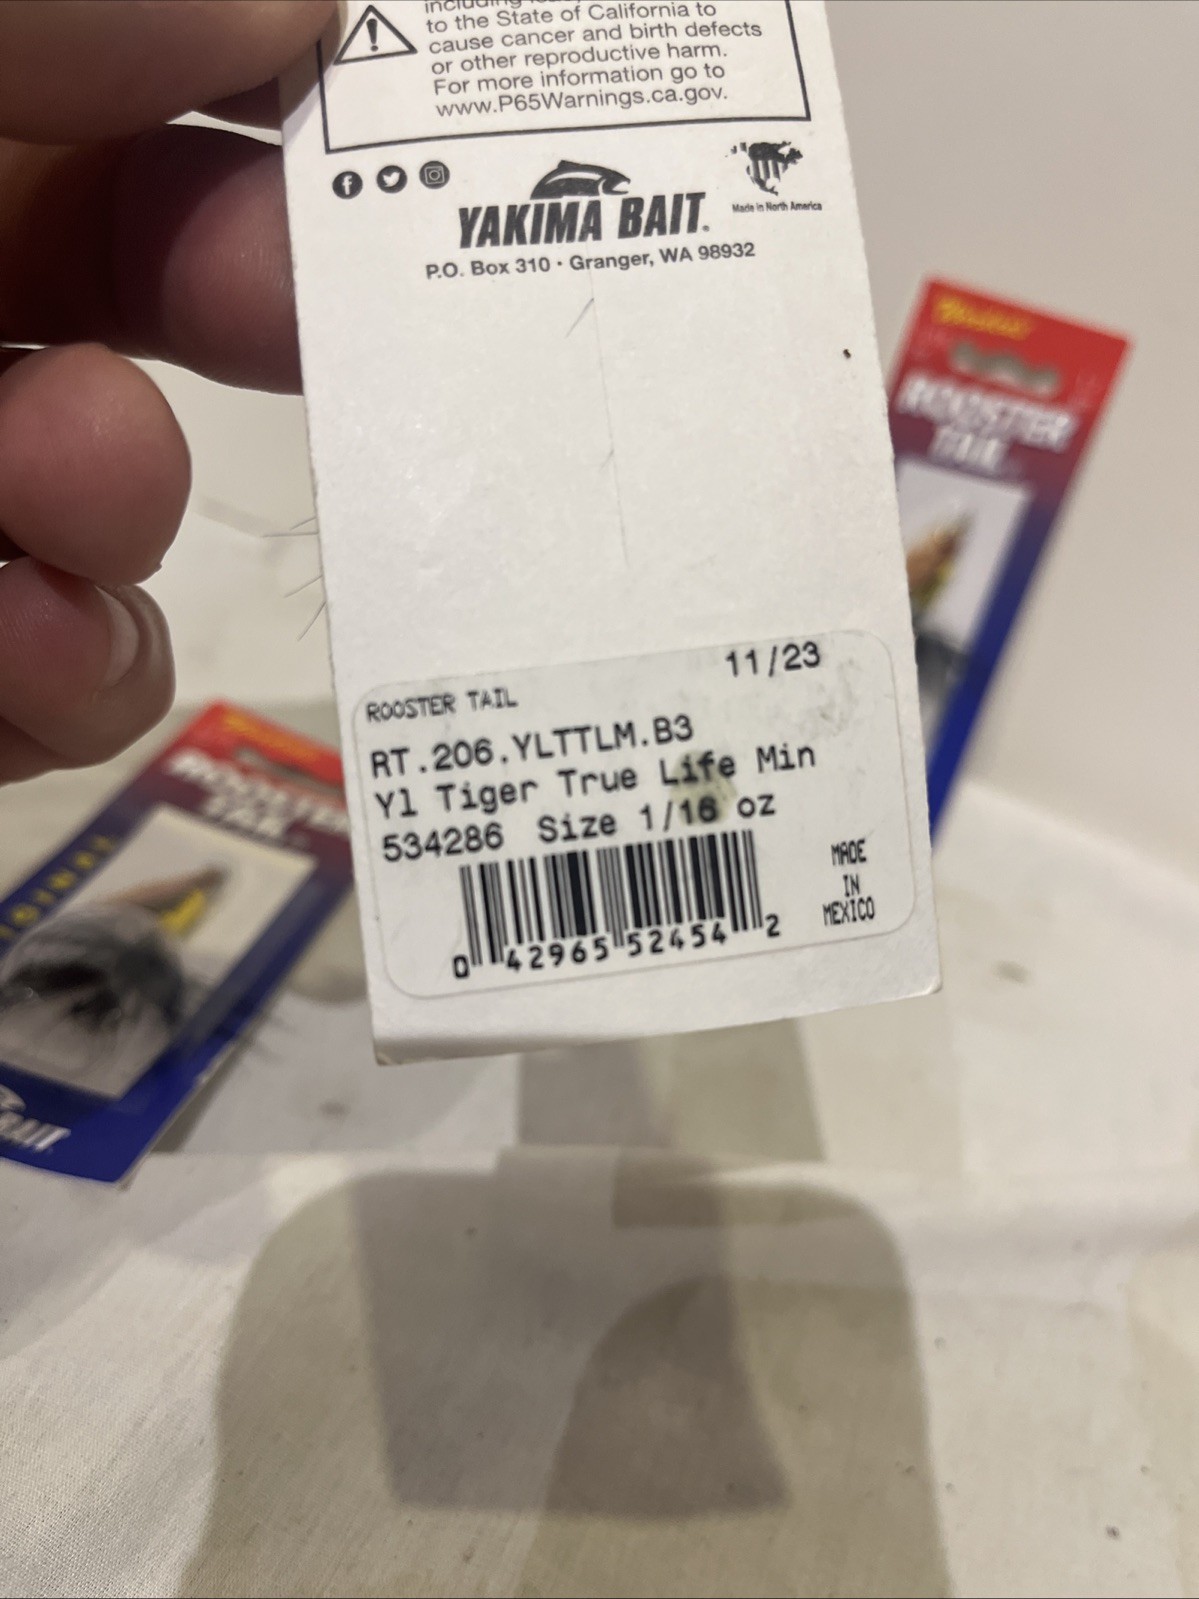 including
to the State of California to
cause cancer and birth defects
or other reproductive harm.
For more information go to
www.P65Warnings.ca.gov.
YAKIMA BAIT.
Made in North America
P.O. Box 310 · Granger, WA 98932
11/23
ROOSTER TAIL
RT.206.YLTTLM.B3
Yl Tiger True Life Min
534286 Size 1/16 oz
MADE
IN
MEXICO
0 42965 52454 2
ROOSTER
TAIL
ROOSTER
TAIL
BAIT